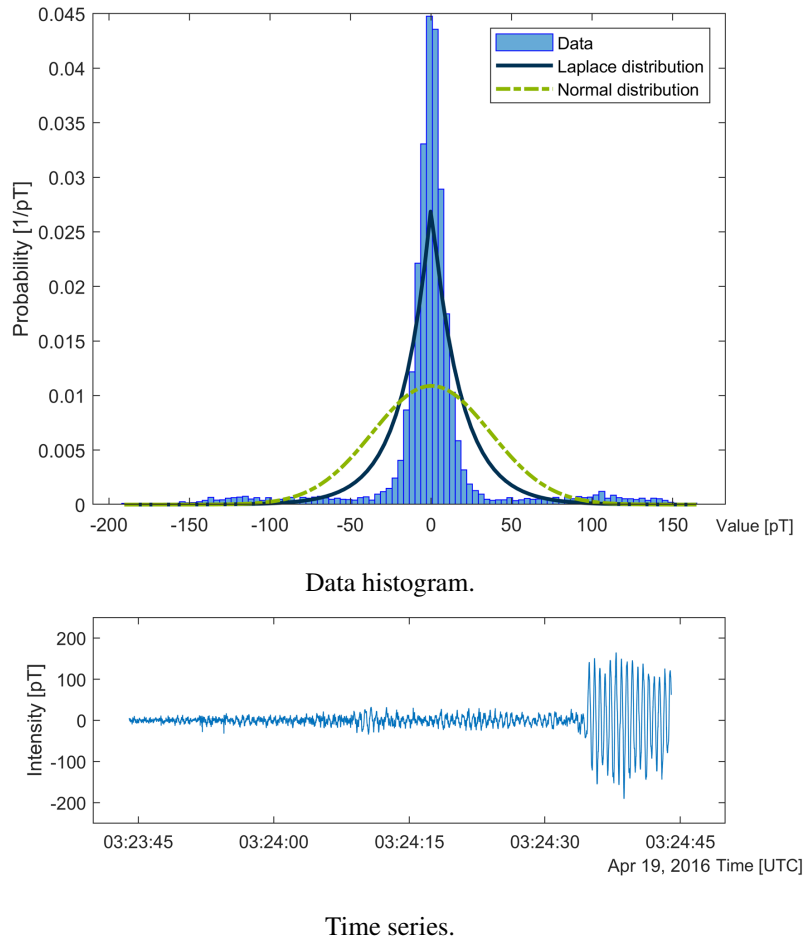 0.045
0.04
0.035
0.03
0.025
0.02
0.015
0.01
0.005
0
Probability [1/pT]
Data
Laplace distribution
Normal distribution
-200 -150 -100 -50 0 50 100 150 Value [pT]
Data histogram.
200
100
0
-100
-200
Intensity [pT]
03:23:45 03:24:00 03:24:15 03:24:30 03:24:45
Apr 19, 2016 Time [UTC]
Time series.